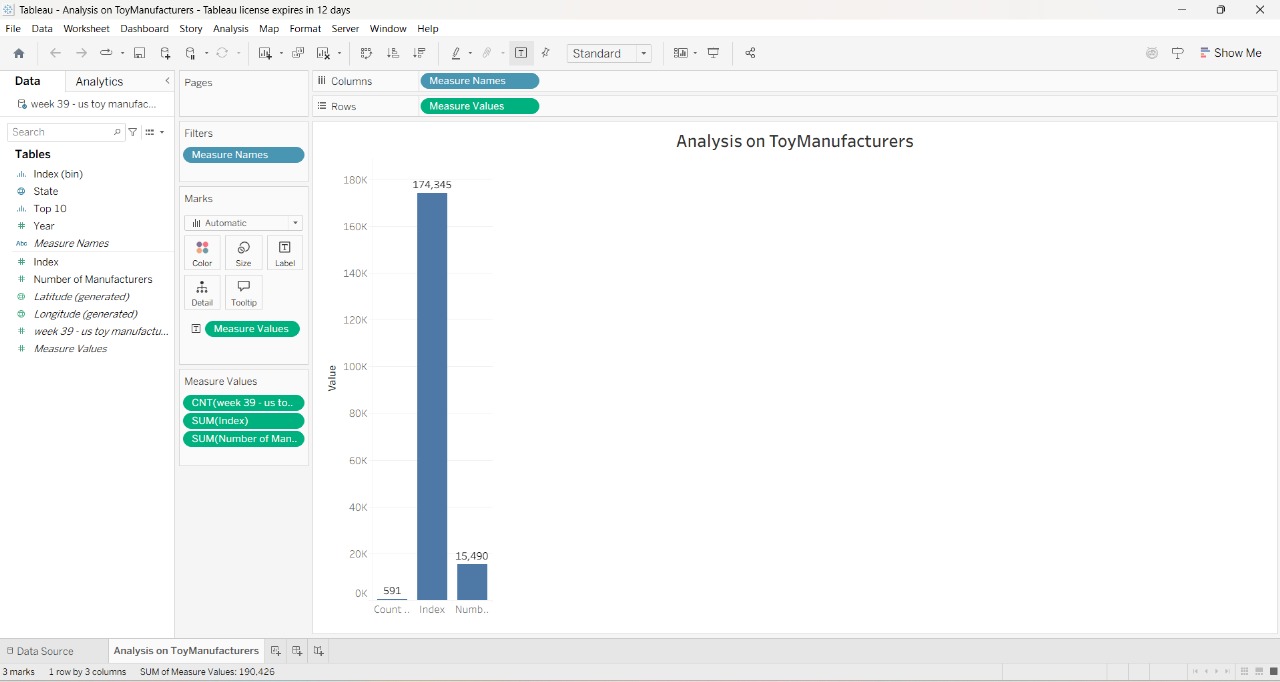 Tableau - Analysis on ToyManufacturers - Tableau license expires in 12 days
File Data Worksheet Dashboard Story Analysis Map Format Server Window Help
Standard
Show Me
Data Analytics
week 39 - us toy manufac...
Search
Tables
Index (bin)
State
Top 10
Year
Abc Measure Names
Index
Number of Manufacturers
Latitude (generated)
Longitude (generated)
week 39 - us toy manufactu...
Measure Values
Pages
Filters
Measure Names
Marks
Automatic
Color Size Label
Detail Tooltip
Measure Values
Measure Values
CNT(week 39 - us to..
SUM(Index)
SUM(Number of Man..
Columns Measure Names
Rows Measure Values
Analysis on ToyManufacturers
Value
180K
160K
140K
120K
100K
80K
60K
40K
20K
0K
174,345
15,490
591
Count .. Index Numb..
Data Source Analysis on ToyManufacturers
3 marks 1 row by 3 columns SUM of Measure Values: 190,426